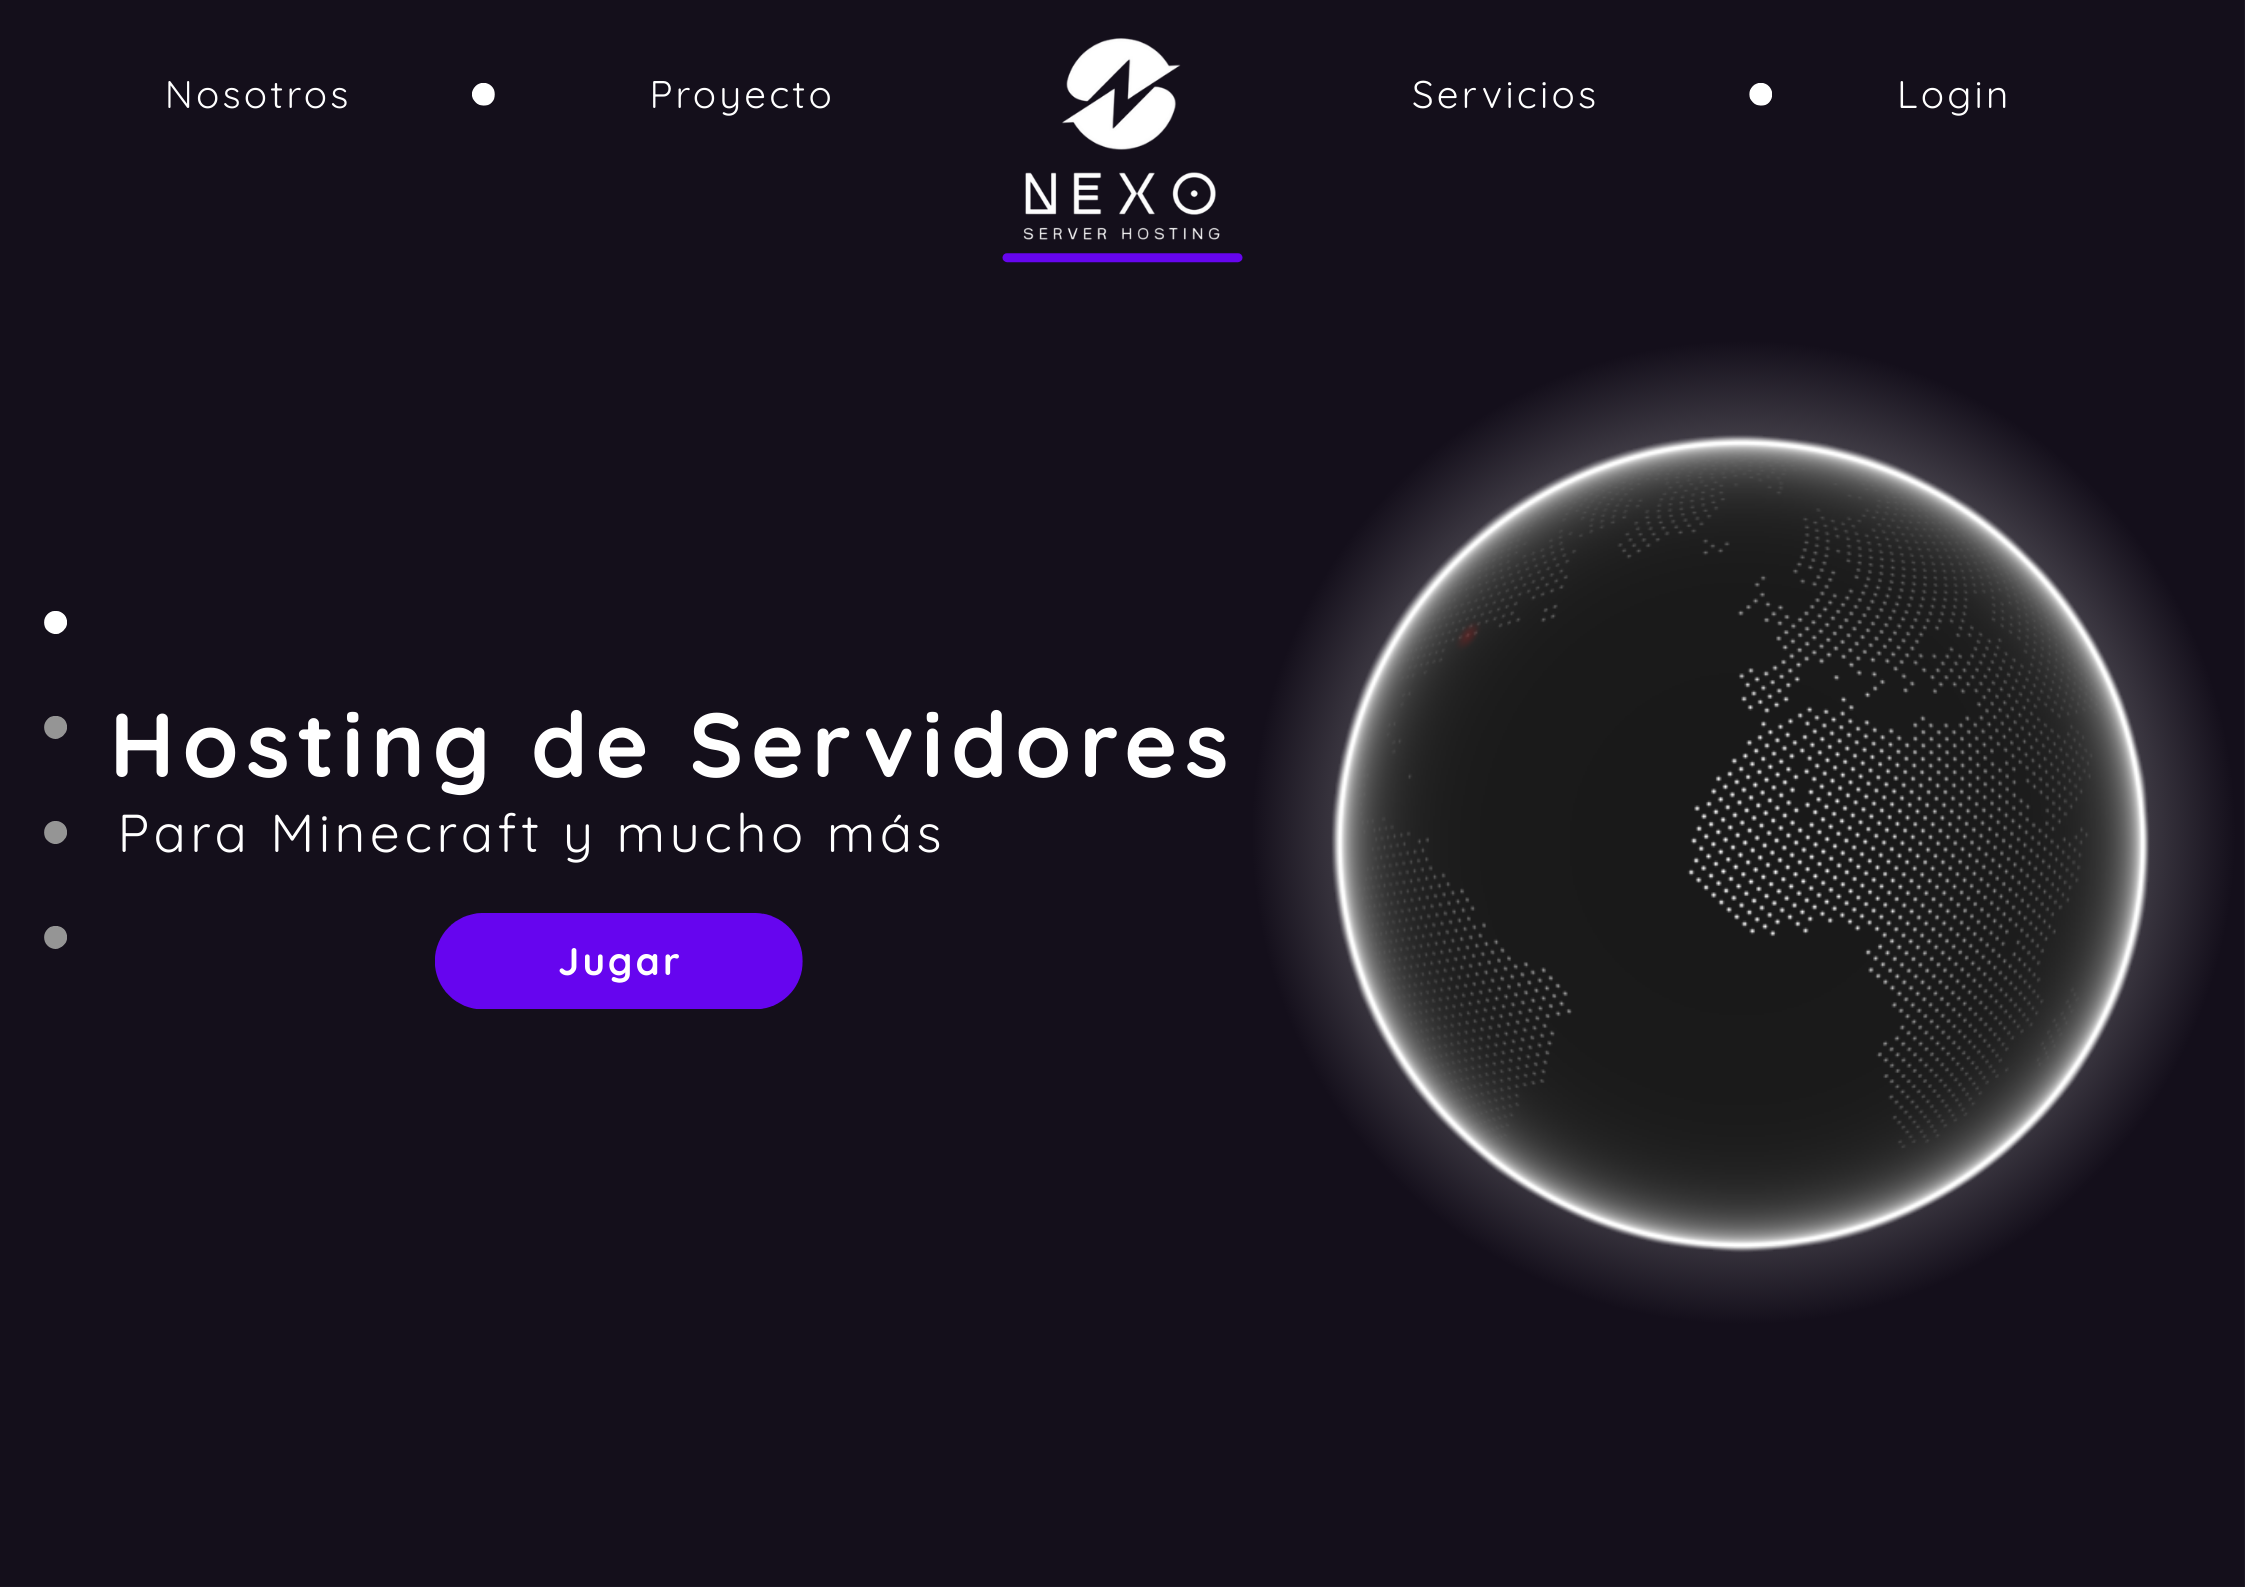 Nosotros
Proyecto
NEXO
SERVER HOSTING
Servicios
Login
Hosting de Servidores
Para Minecraft y mucho más
Jugar